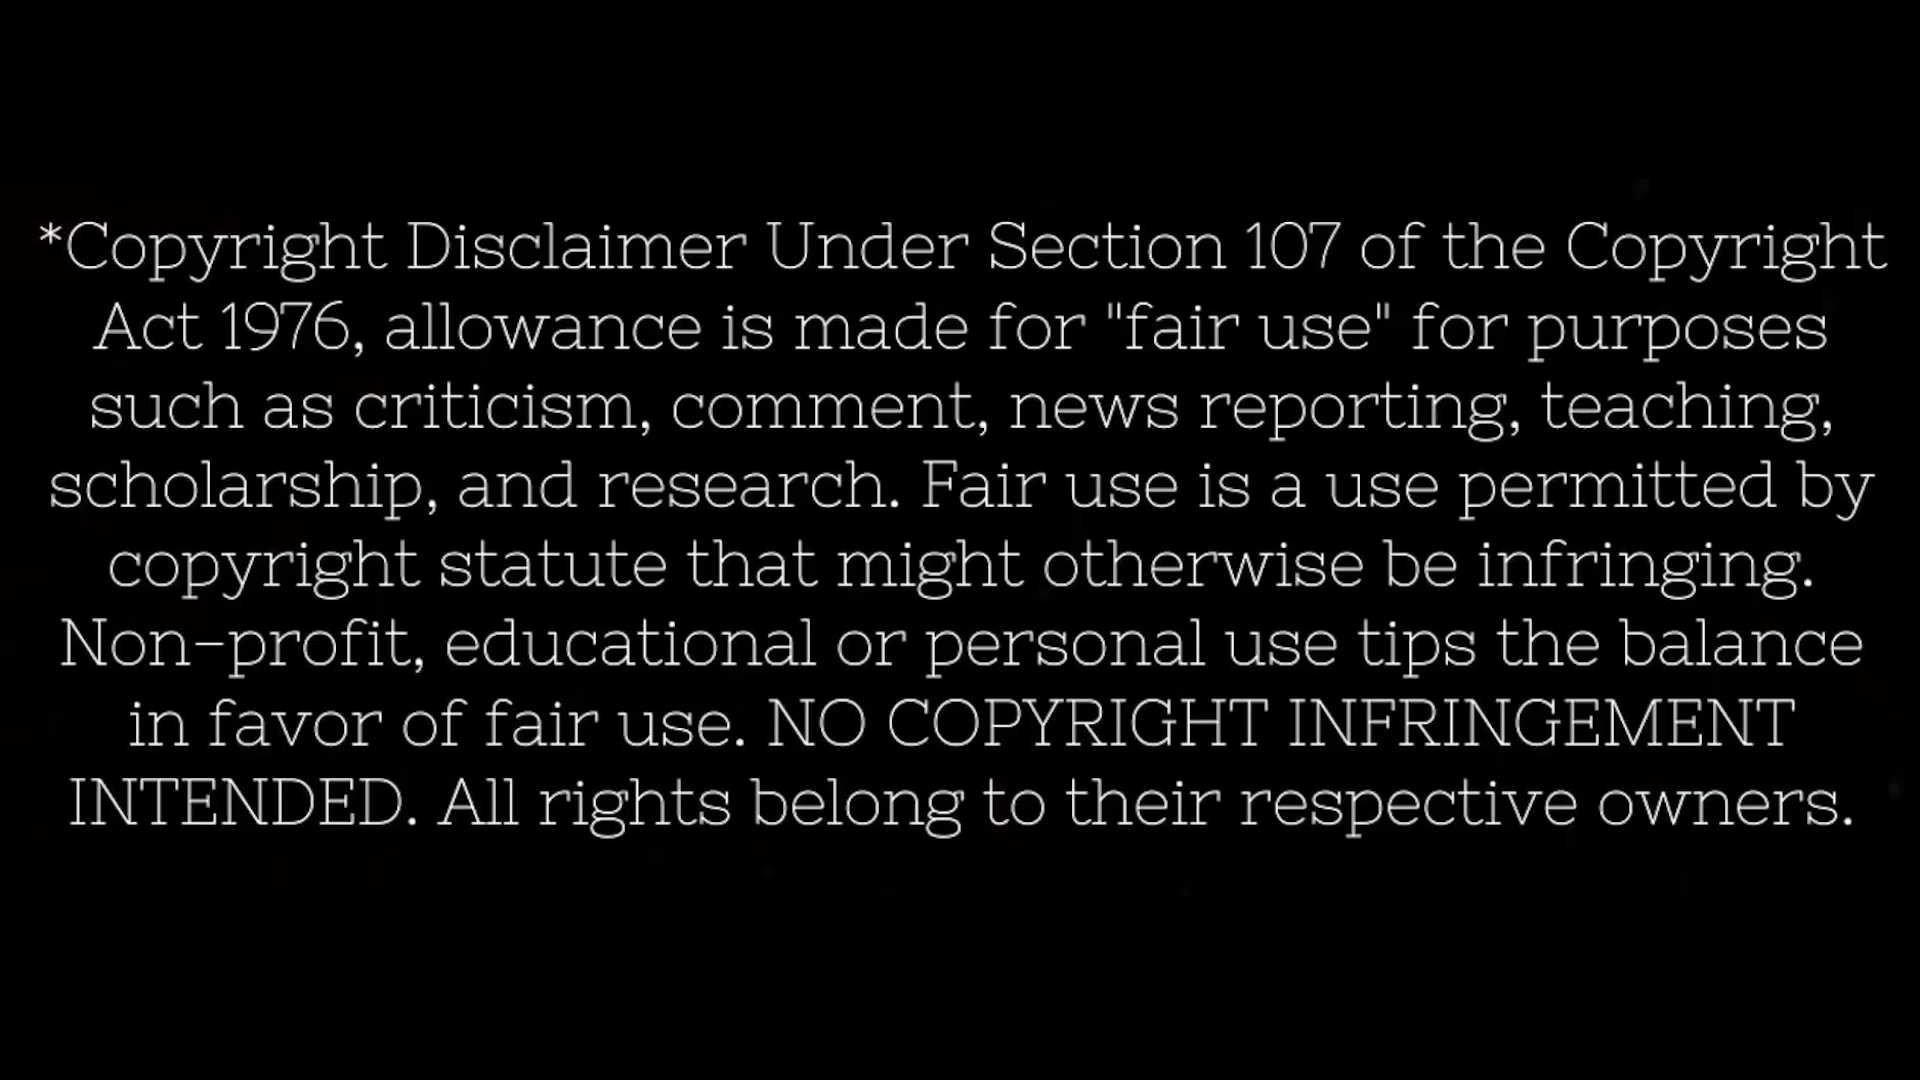 *Copyright Disclaimer Under Section 107 of the Copyright
Act 1976, allowance is made for "fair use" for purposes
such as criticism, comment, news reporting, teaching,
scholarship, and research. Fair use is a use permitted by
copyright statute that might otherwise be infringing.
Non-profit, educational or personal use tips the balance
in favor of fair use. NO COPYRIGHT INFRINGEMENT
INTENDED. All rights belong to their respective owners.